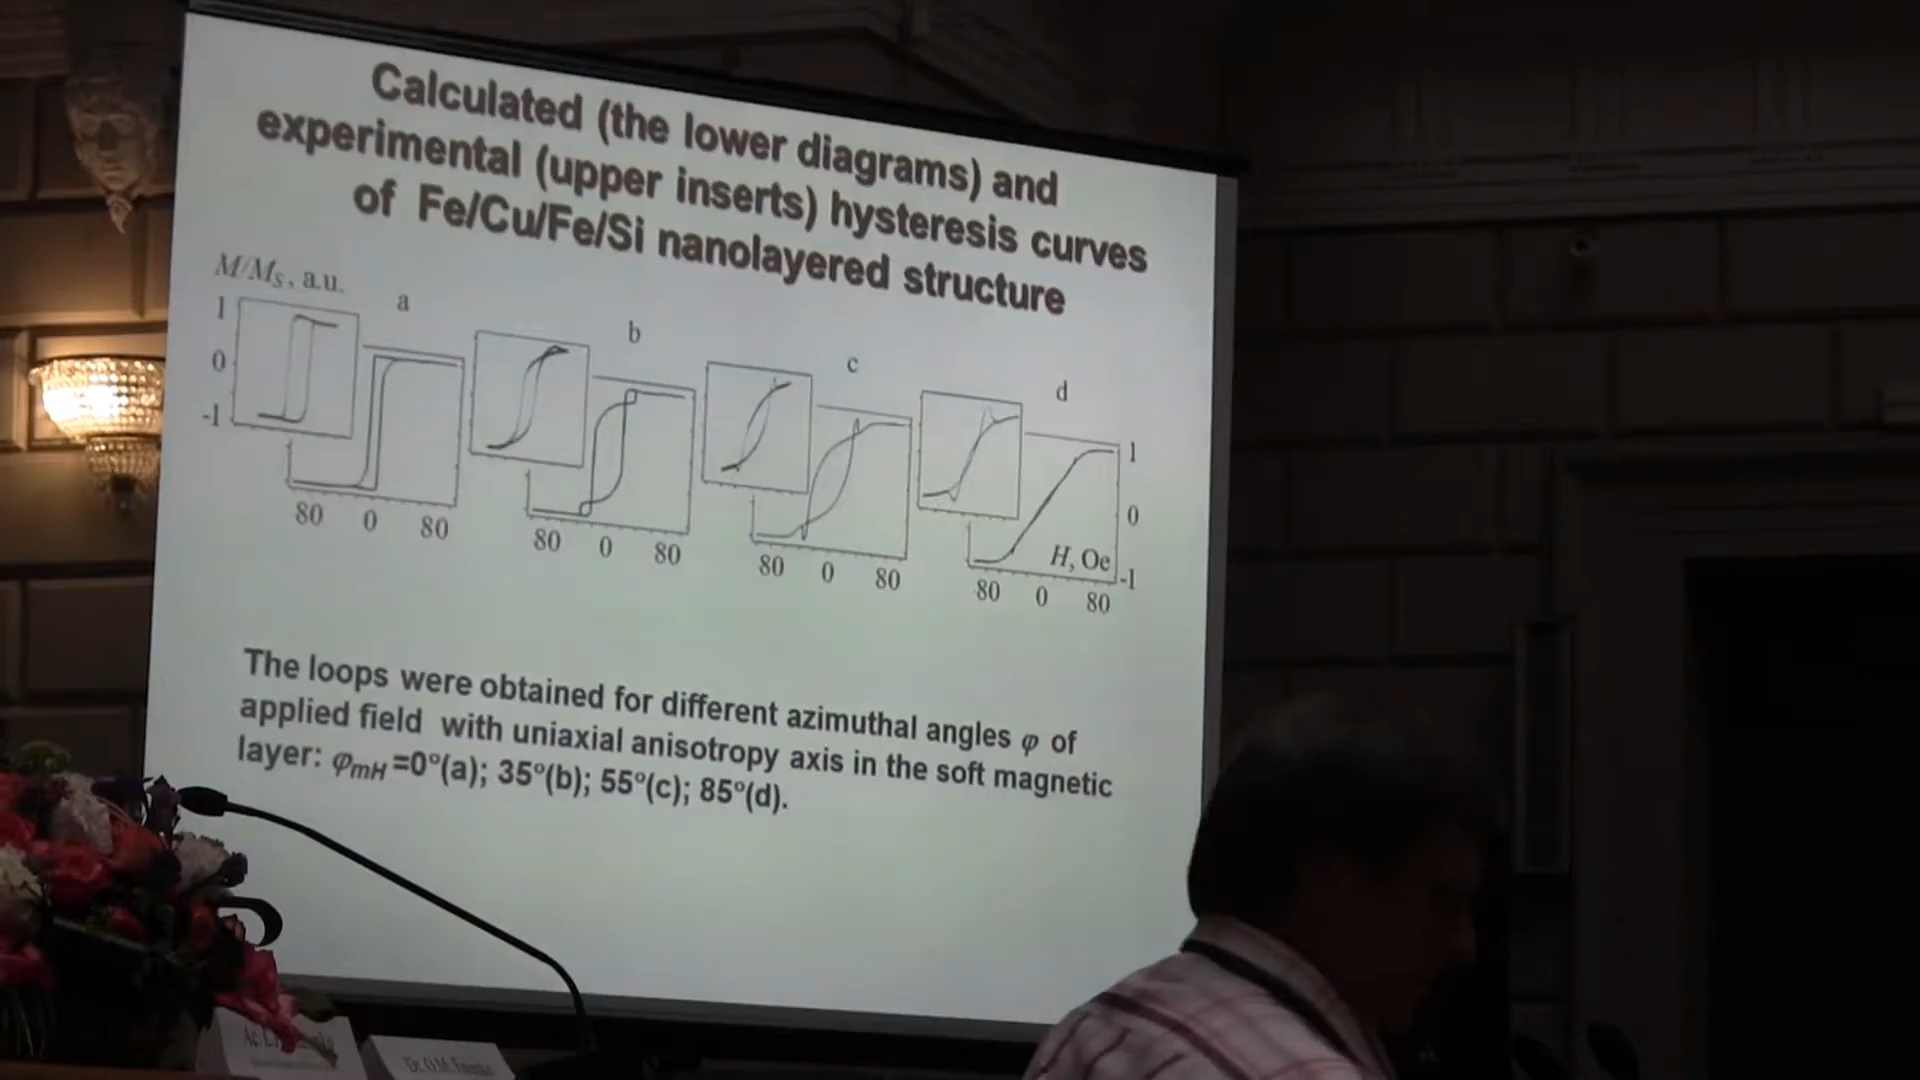 Calculated (the lower diagrams) and
experimental (upper inserts) hysteresis curves
of Fe/Cu/Fe/Si nanolayered structure
M/MS, a.u.
a
b
c
d
1
0
-1
80 0 80
80 0 80
80 0 80
80 0 80
H, Oe
1
0
-1
The loops were obtained for different azimuthal angles φ of
applied field with uniaxial anisotropy axis in the soft magnetic
layer: φmH =0°(a); 35°(b); 55°(c); 85°(d).